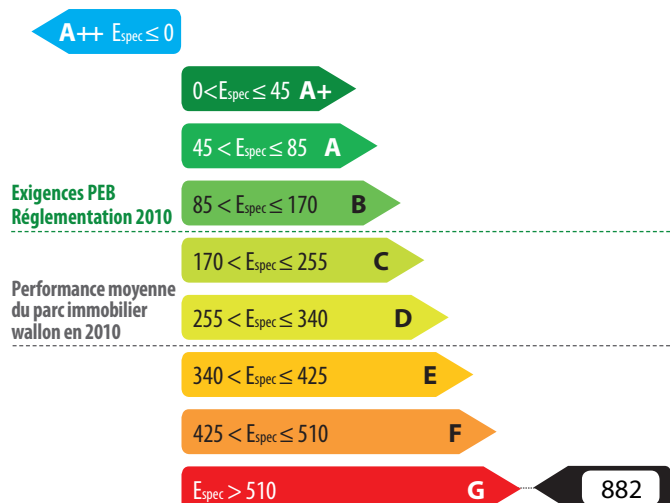 A++ Espec ≤ 0
0<Espec ≤ 45 A+
45 < Espec ≤ 85 A
Exigences PEB
Réglementation 2010
85 < Espec ≤ 170 B
170 < Espec ≤ 255 C
Performance moyenne
du parc immobilier
wallon en 2010
255 < Espec ≤ 340 D
340 < Espec ≤ 425 E
425 < Espec ≤ 510 F
Espec > 510 G 882